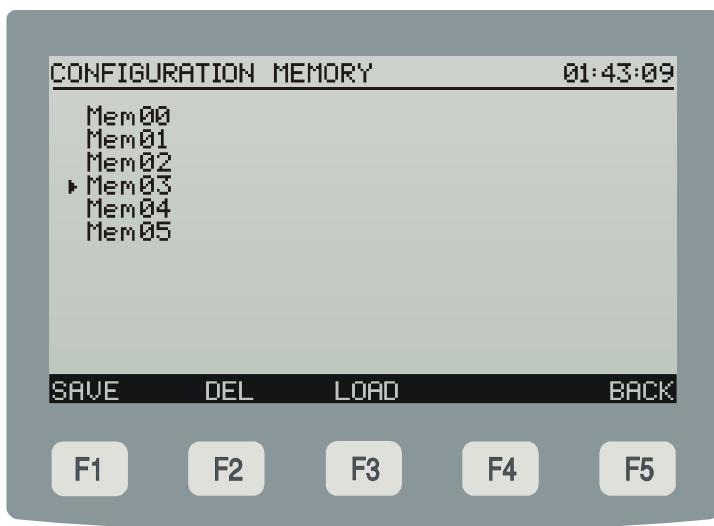 CONFIGURATION MEMORY 01:43:09
Mem00
Mem01
Mem02
Mem03
Mem04
Mem05
SAVE DEL LOAD BACK
F1 F2 F3 F4 F5